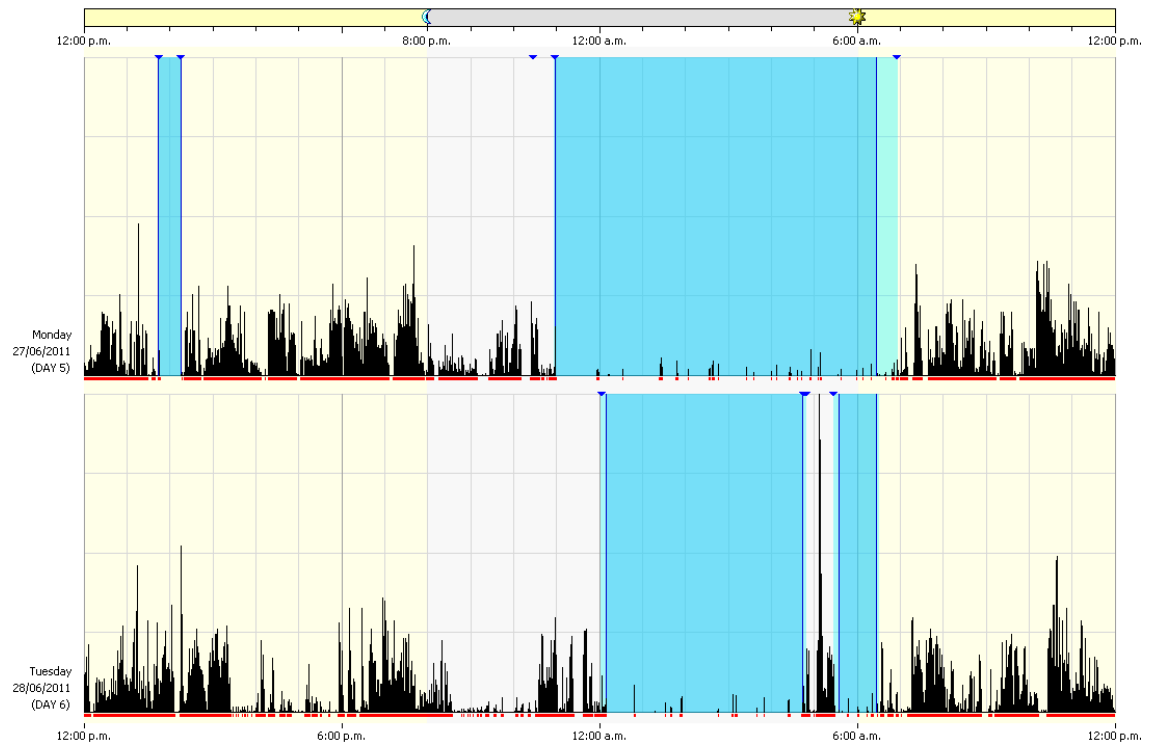 12:00 p.m. 8:00 p.m. 12:00 a.m. 6:00 a.m. 12:00 p.m.
Monday
27/06/2011
(DAY 5)
Tuesday
28/06/2011
(DAY 6)
12:00 p.m. 6:00 p.m. 12:00 a.m. 6:00 a.m. 12:00 p.m.